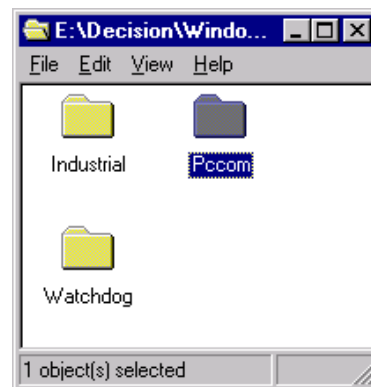 E:\Decision\Windo...
File Edit View Help
Industrial Pccom
Watchdog
1 object(s) selected